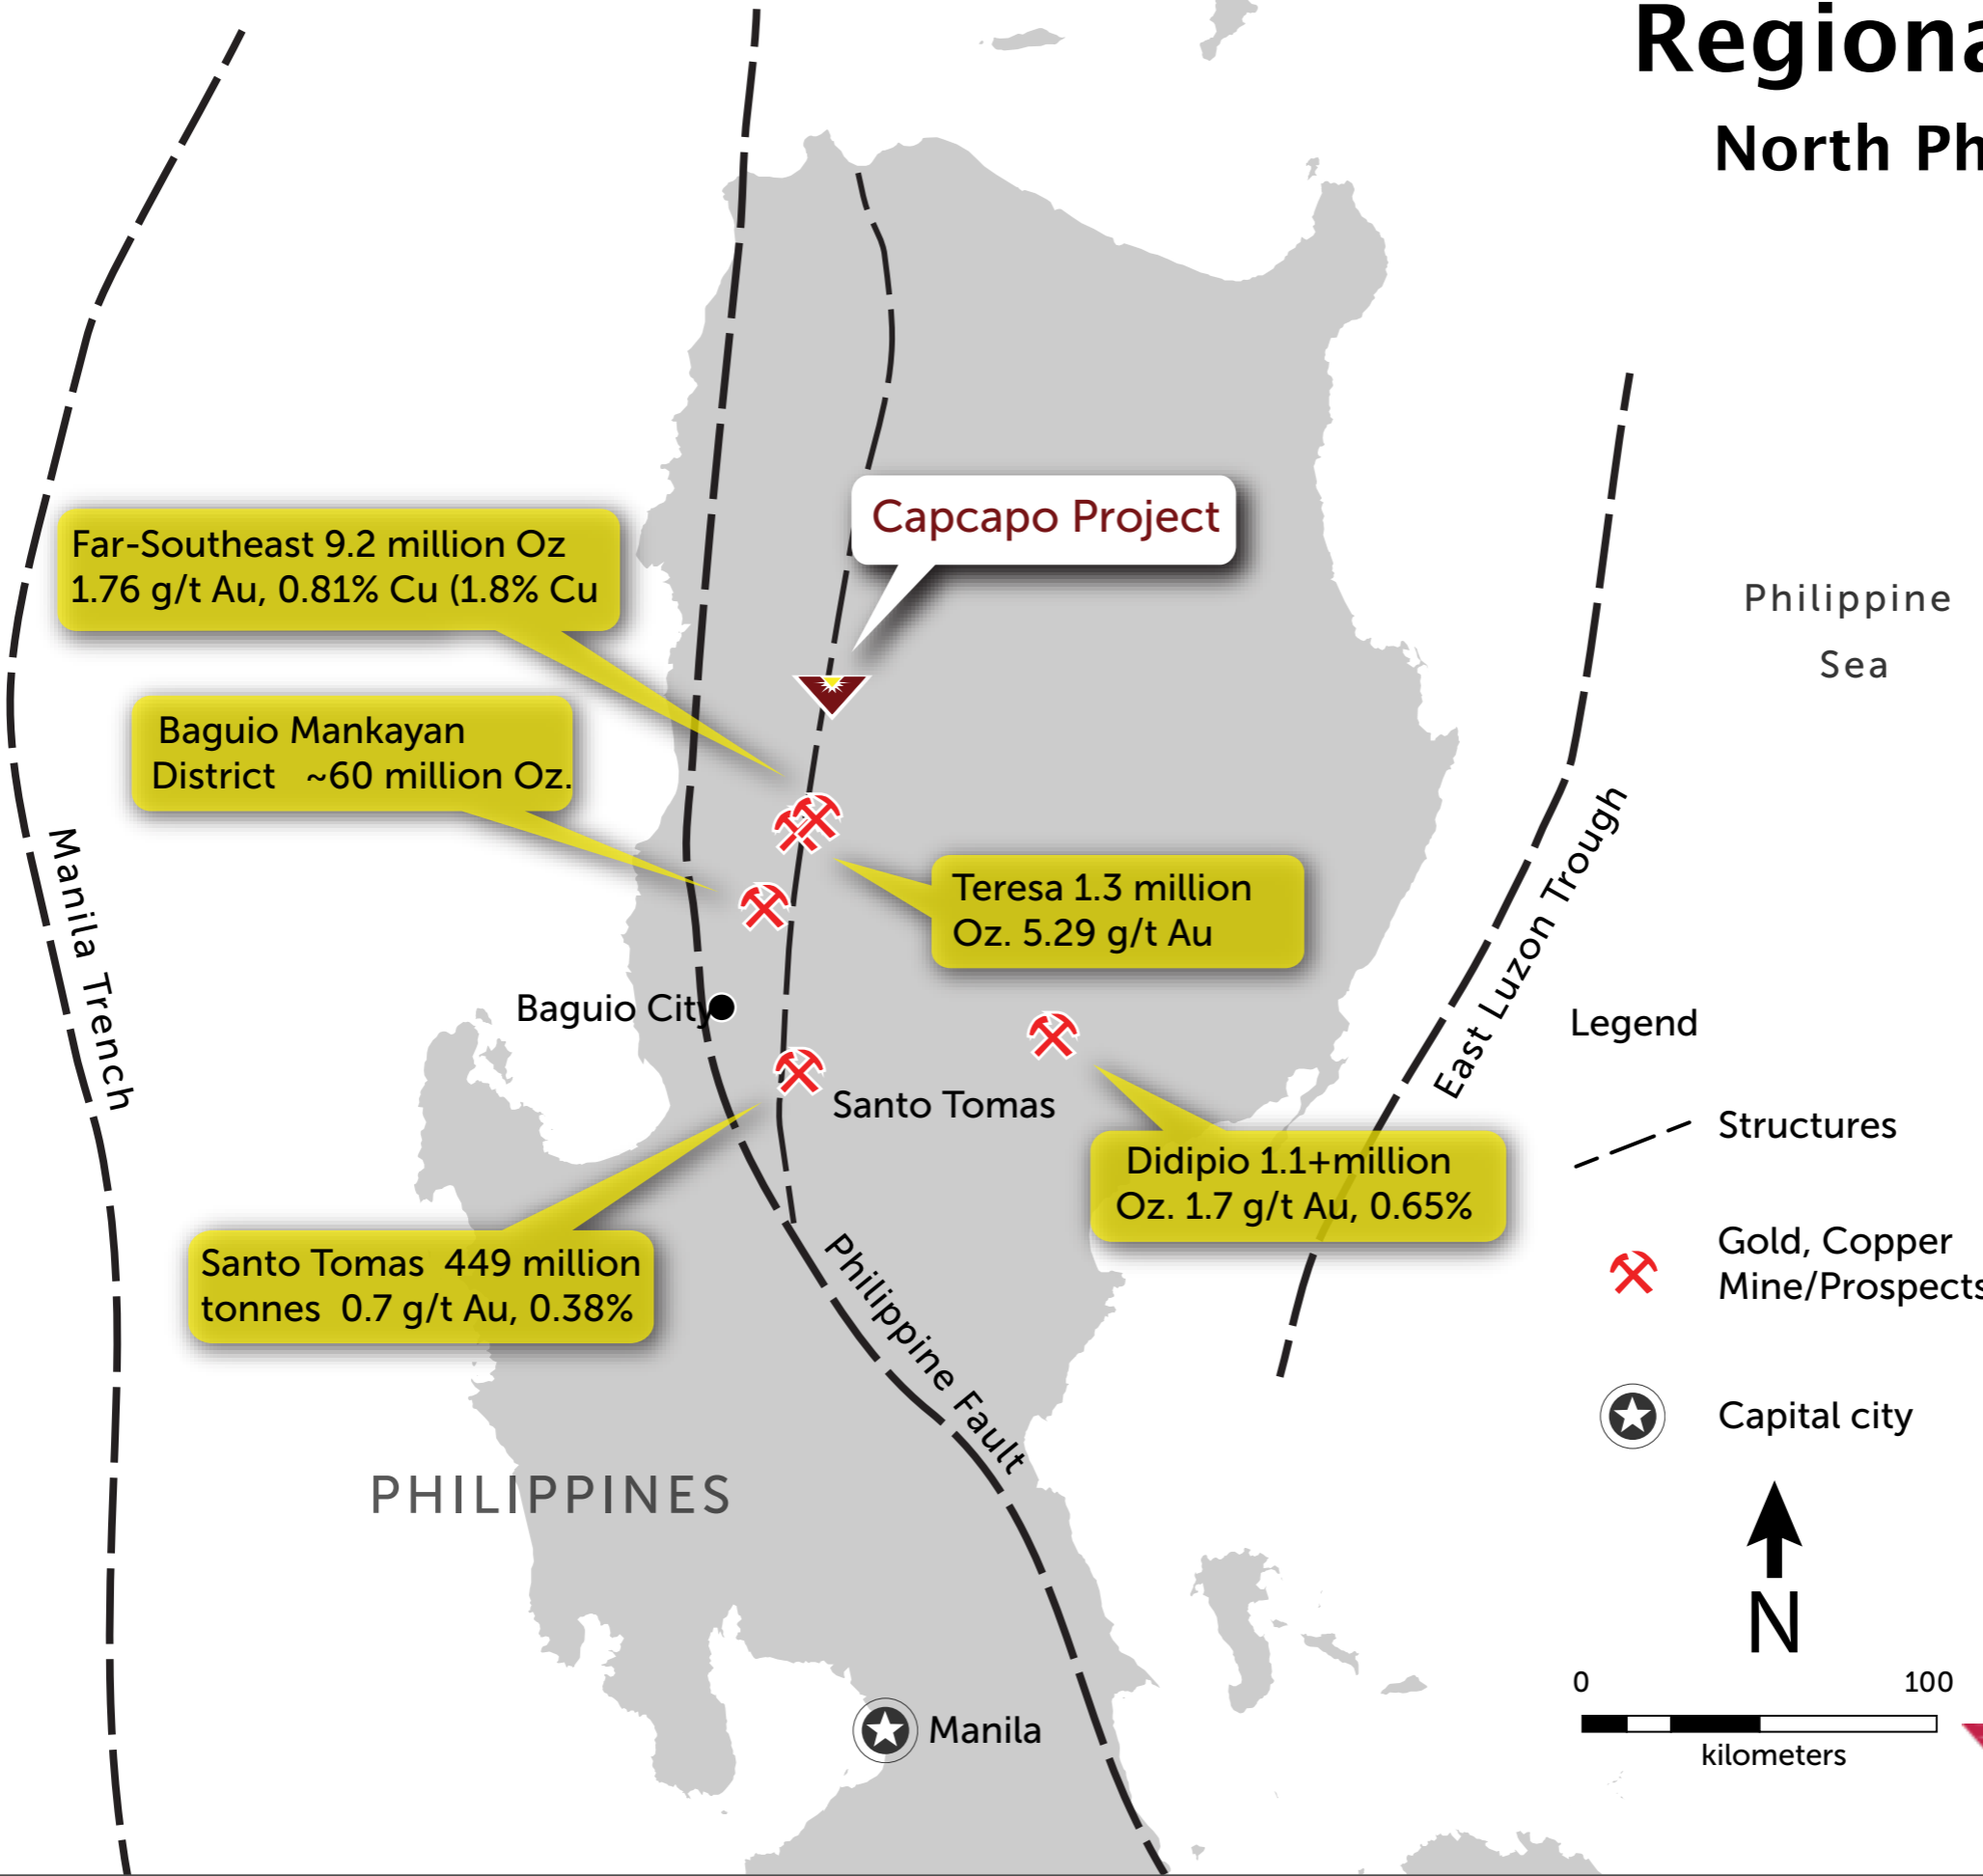 Regiona
North Ph
Capcapo Project
Far-Southeast 9.2 million Oz
1.76 g/t Au, 0.81% Cu (1.8% Cu
Philippine
Sea
Baguio Mankayan
District ~60 million Oz.
Manila Trench
Teresa 1.3 million
Oz. 5.29 g/t Au
East Luzon Trough
Baguio City
Legend
Santo Tomas
Structures
Didipio 1.1+million
Oz. 1.7 g/t Au, 0.65%
Santo Tomas 449 million
tonnes 0.7 g/t Au, 0.38%
Philippine Fault
Gold, Copper
Mine/Prospects
Capital city
PHILIPPINES
N
0 100
kilometers
Manila